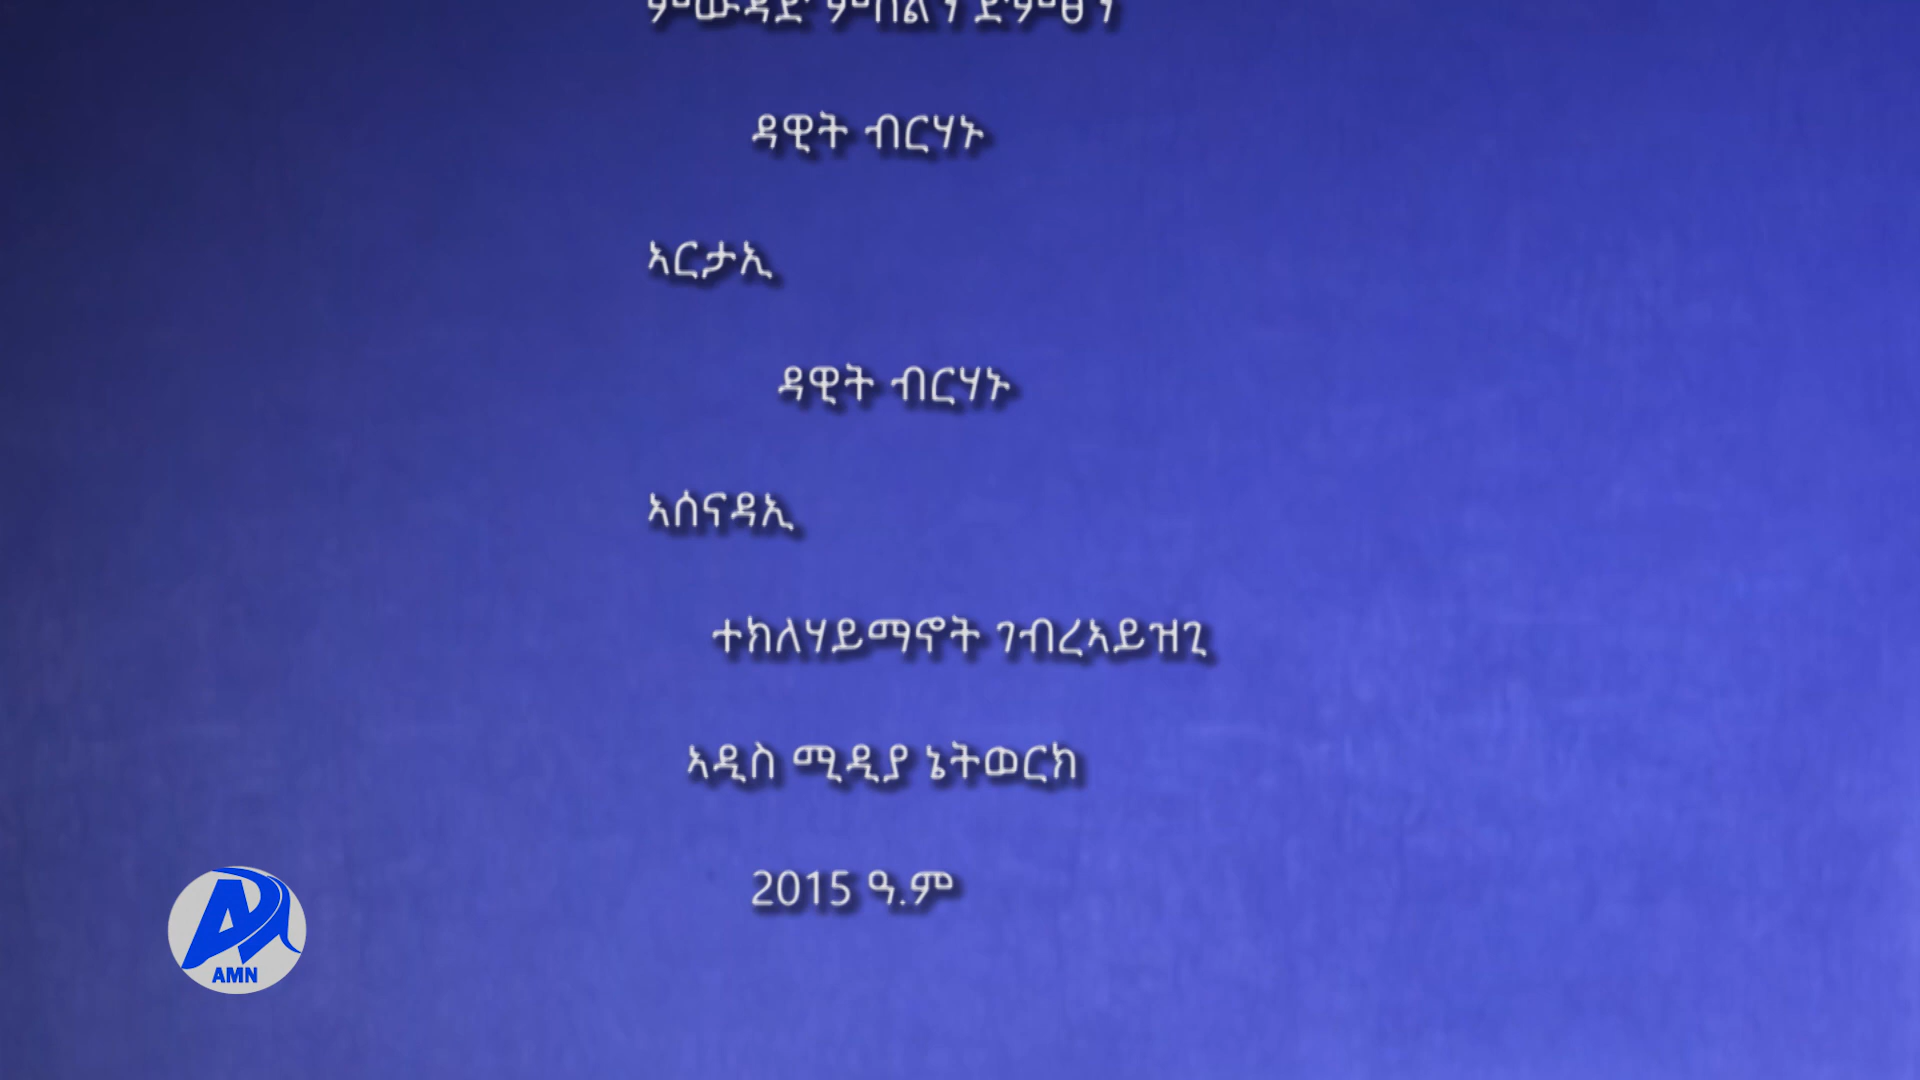 ዳዊት ብርሃኑ
ኣርታኢ
ዳዊት ብርሃኑ
ኣሰናዳኢ
ተክለሃይማኖት ገብረኣይዝጊ
ኣዲስ ሚዲያ ኔትወርክ
2015 ዓ.ም
AMN